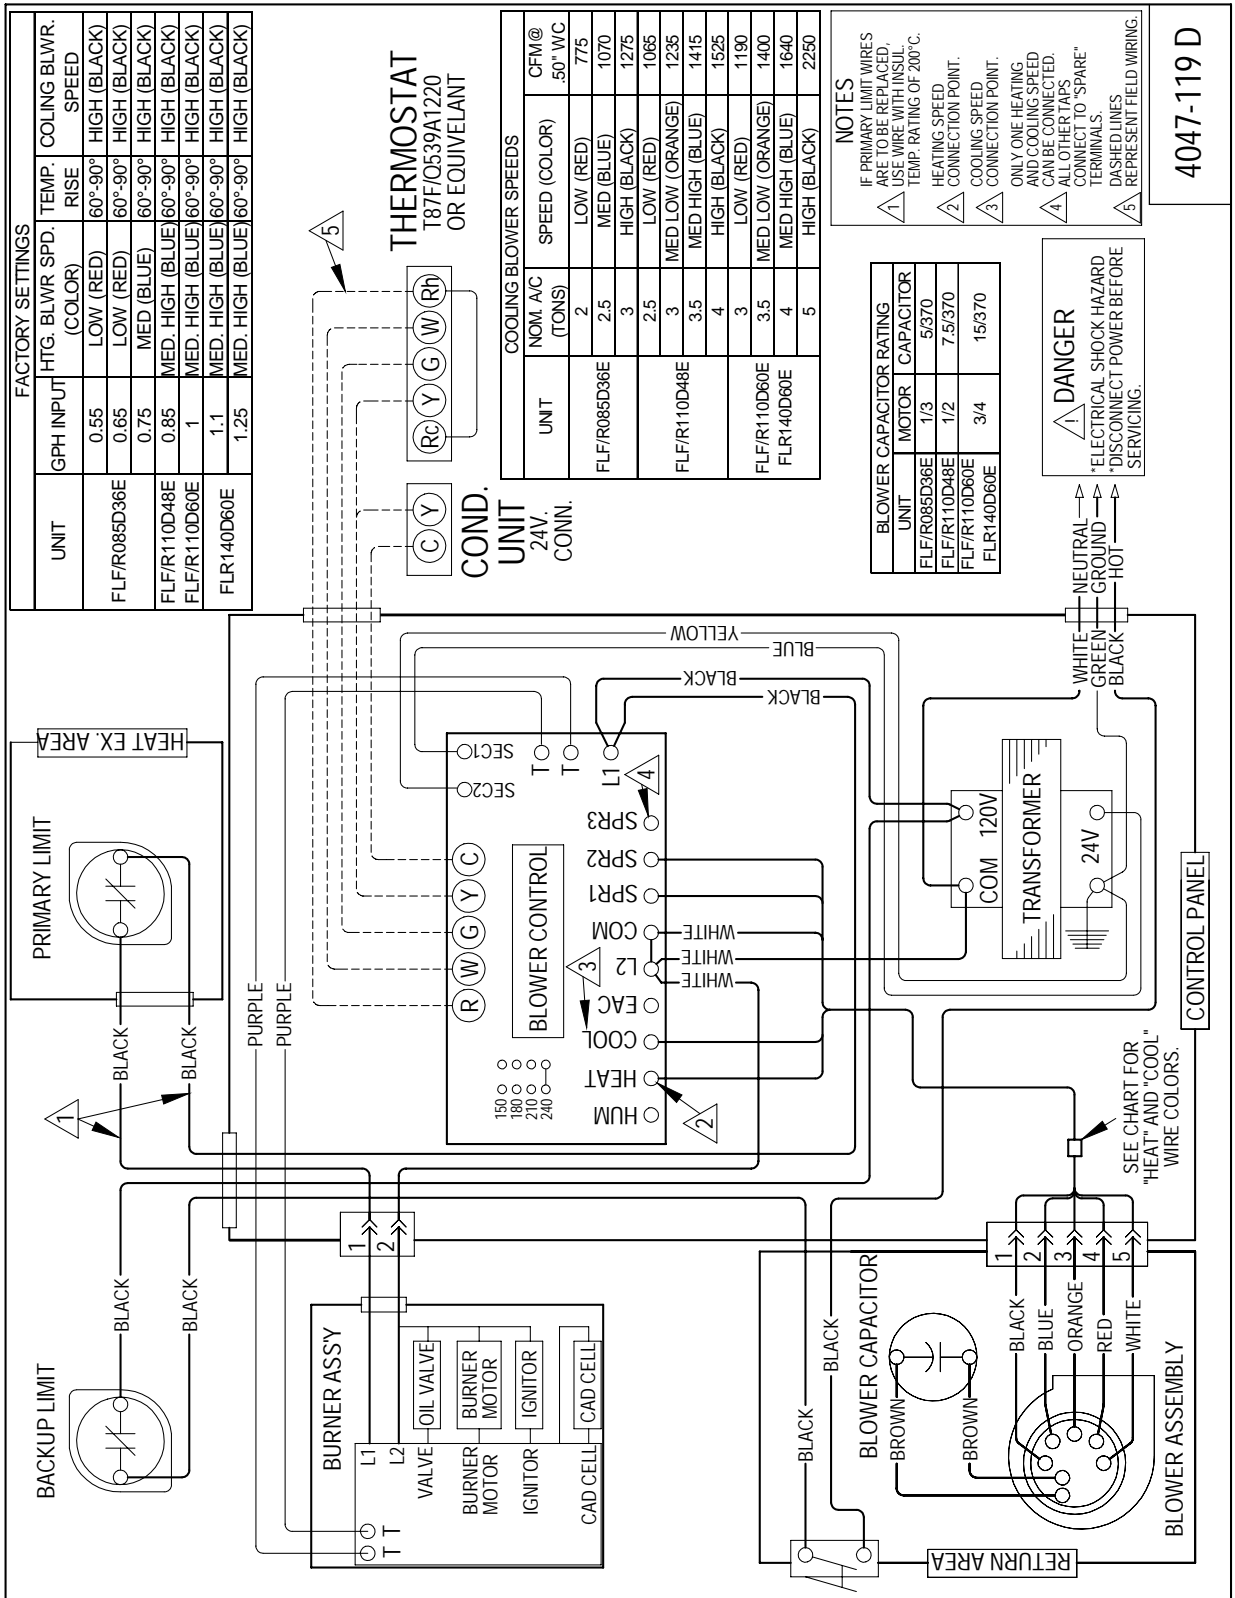 FACTORY SETTINGS
UNIT GPH INPUT HTG. BLWR SPD. (COLOR) TEMP. RISE COLING BLWR. SPEED
FLF/R085D36E 0.55 LOW (RED) 60°-90° HIGH (BLACK)
0.65 LOW (RED) 60°-90° HIGH (BLACK)
0.75 MED (BLUE) 60°-90° HIGH (BLACK)
FLF/R110D48E 0.85 MED. HIGH (BLUE) 60°-90° HIGH (BLACK)
FLF/R110D60E 1 MED. HIGH (BLUE) 60°-90° HIGH (BLACK)
FLR140D60E 1.1 MED. HIGH (BLUE) 60°-90° HIGH (BLACK)
1.25 MED. HIGH (BLUE) 60°-90° HIGH (BLACK)
THERMOSTAT
T87F/Q539A1220
OR EQUIVELANT
Rc Y G W Rh
5
C Y
COND.
UNIT
24V.
CONN.
COOLING BLOWER SPEEDS
UNIT NOM. A/C (TONS) SPEED (COLOR) CFM@ .50" WC
FLF/R085D36E 2 LOW (RED) 775
2.5 MED (BLUE) 1070
3 HIGH (BLACK) 1275
FLF/R110D48E 2.5 LOW (RED) 1065
3 MED LOW (ORANGE) 1235
3.5 MED HIGH (BLUE) 1415
4 HIGH (BLACK) 1525
FLF/R110D60E FLR140D60E 3 LOW (RED) 1190
3.5 MED LOW (ORANGE) 1400
4 MED HIGH (BLUE) 1640
5 HIGH (BLACK) 2250
BLOWER CAPACITOR RATING
UNIT MOTOR CAPACITOR
FLF/R085D36E 1/3 5/370
FLF/R110D48E 1/2 7.5/370
FLF/R110D60E FLR140D60E 3/4 15/370
NOTES
1 IF PRIMARY LIMIT WIRES
ARE TO BE REPLACED,
USE WIRE WITH INSUL.
TEMP. RATING OF 200°C.
2 HEATING SPEED
CONNECTION POINT.
3 COOLING SPEED
CONNECTION POINT.
ONLY ONE HEATING
AND COOLING SPEED
CAN BE CONNECTED.
4 ALL OTHER TAPS
CONNECT TO "SPARE"
TERMINALS.
5 DASHED LINES
REPRESENT FIELD WIRING.
! DANGER
*ELECTRICAL SHOCK HAZARD
*DISCONNECT POWER BEFORE
SERVICING.
4047-119 D
BACKUP LIMIT
PRIMARY LIMIT
HEAT EX. AREA
BLACK
BLACK
BLACK
BLACK
1
PURPLE
PURPLE
BURNER ASS'Y
1
2
T T
L1
L2
VALVE OIL VALVE
BURNER MOTOR BURNER MOTOR
IGNITOR IGNITOR
CAD CELL CAD CELL
R W G Y C
BLOWER CONTROL
150
180
210
240
SEC1
SEC2
T
T
L1
HUM HEAT COOL EAC L2 COM SPR1 SPR2 SPR3
2
3
4
WHITE
WHITE
WHITE
YELLOW
BLUE
BLACK
BLACK
COM 120V
TRANSFORMER
24V
WHITE NEUTRAL
GREEN GROUND
BLACK HOT
CONTROL PANEL
SEE CHART FOR
"HEAT" AND "COOL"
WIRE COLORS.
BLACK
BLACK
BLOWER CAPACITOR
BROWN
BROWN
BLACK 1
BLUE 2
ORANGE 3
RED 4
WHITE 5
BLOWER ASSEMBLY
RETURN AREA